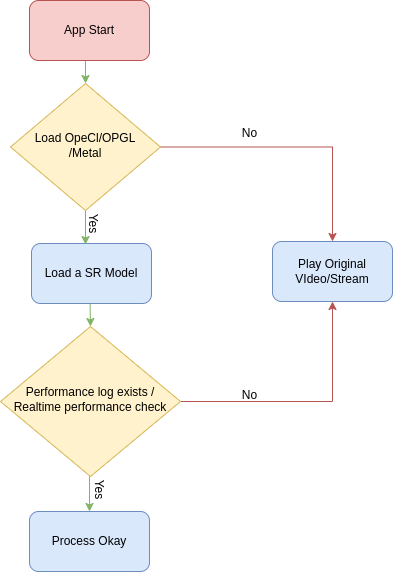 App Start
Load OpeCl/OPGL
/Metal
No
Yes
Load a SR Model
Play Original
VIdeo/Stream
Performance log exists /
Realtime performance check
No
Yes
Process Okay